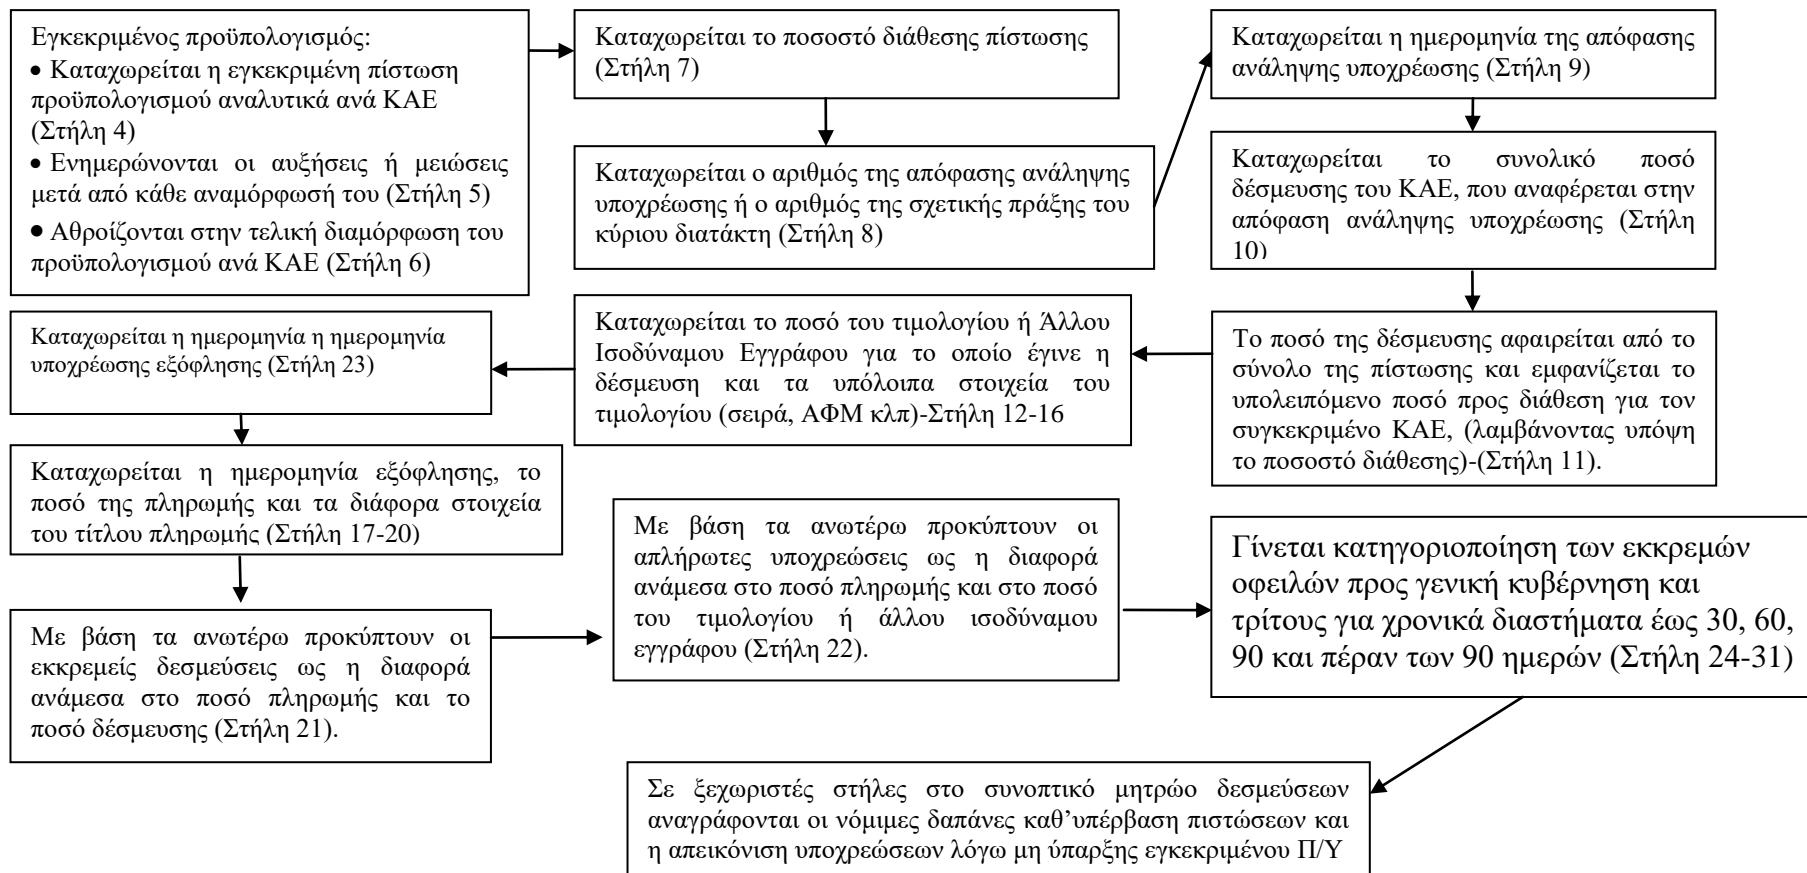 Εγκεκριμένος προϋπολογισμός:
• Καταχωρείται η εγκεκριμένη πίστωση
προϋπολογισμού αναλυτικά ανά ΚΑΕ
(Στήλη 4)
• Ενημερώνονται οι αυξήσεις ή μειώσεις
μετά από κάθε αναμόρφωσή του (Στήλη 5)
• Αθροίζονται στην τελική διαμόρφωση του
προϋπολογισμού ανά ΚΑΕ (Στήλη 6)
Καταχωρείται το ποσοστό διάθεσης πίστωσης
(Στήλη 7)
Καταχωρείται ο αριθμός της απόφασης ανάληψης
υποχρέωσης ή ο αριθμός της σχετικής πράξης του
κύριου διατάκτη (Στήλη 8)
Καταχωρείται η ημερομηνία της απόφασης
ανάληψης υποχρέωσης (Στήλη 9)
Καταχωρείται το συνολικό ποσό
δέσμευσης του ΚΑΕ, που αναφέρεται στην
απόφαση ανάληψης υποχρέωσης (Στήλη
10)
Το ποσό της δέσμευσης αφαιρείται από το
σύνολο της πίστωσης και εμφανίζεται το
υπολειπόμενο ποσό προς διάθεση για τον
συγκεκριμένο ΚΑΕ, (λαμβάνοντας υπόψη
το ποσοστό διάθεσης)-(Στήλη 11).
Καταχωρείται το ποσό του τιμολογίου ή Άλλου
Ισοδύναμου Εγγράφου για το οποίο έγινε η
δέσμευση και τα υπόλοιπα στοιχεία του
τιμολογίου (σειρά, ΑΦΜ κλπ)-Στήλη 12-16
Καταχωρείται η ημερομηνία η ημερομηνία
υποχρέωσης εξόφλησης (Στήλη 23)
Καταχωρείται η ημερομηνία εξόφλησης, το
ποσό της πληρωμής και τα διάφορα στοιχεία
του τίτλου πληρωμής (Στήλη 17-20)
Με βάση τα ανωτέρω προκύπτουν οι
εκκρεμείς δεσμεύσεις ως η διαφορά
ανάμεσα στο ποσό πληρωμής και το
ποσό δέσμευσης (Στήλη 21).
Με βάση τα ανωτέρω προκύπτουν οι
απλήρωτες υποχρεώσεις ως η διαφορά
ανάμεσα στο ποσό πληρωμής και στο ποσό
του τιμολογίου ή άλλου ισοδύναμου
εγγράφου (Στήλη 22).
Γίνεται κατηγοριοποίηση των εκκρεμών
οφειλών προς γενική κυβέρνηση και
τρίτους για χρονικά διαστήματα έως 30, 60,
90 και πέραν των 90 ημερών (Στήλη 24-31)
Σε ξεχωριστές στήλες στο συνοπτικό μητρώο δεσμεύσεων
αναγράφονται οι νόμιμες δαπάνες καθ’υπέρβαση πιστώσεων και
η απεικόνιση υποχρεώσεων λόγω μη ύπαρξης εγκεκριμένου Π/Υ